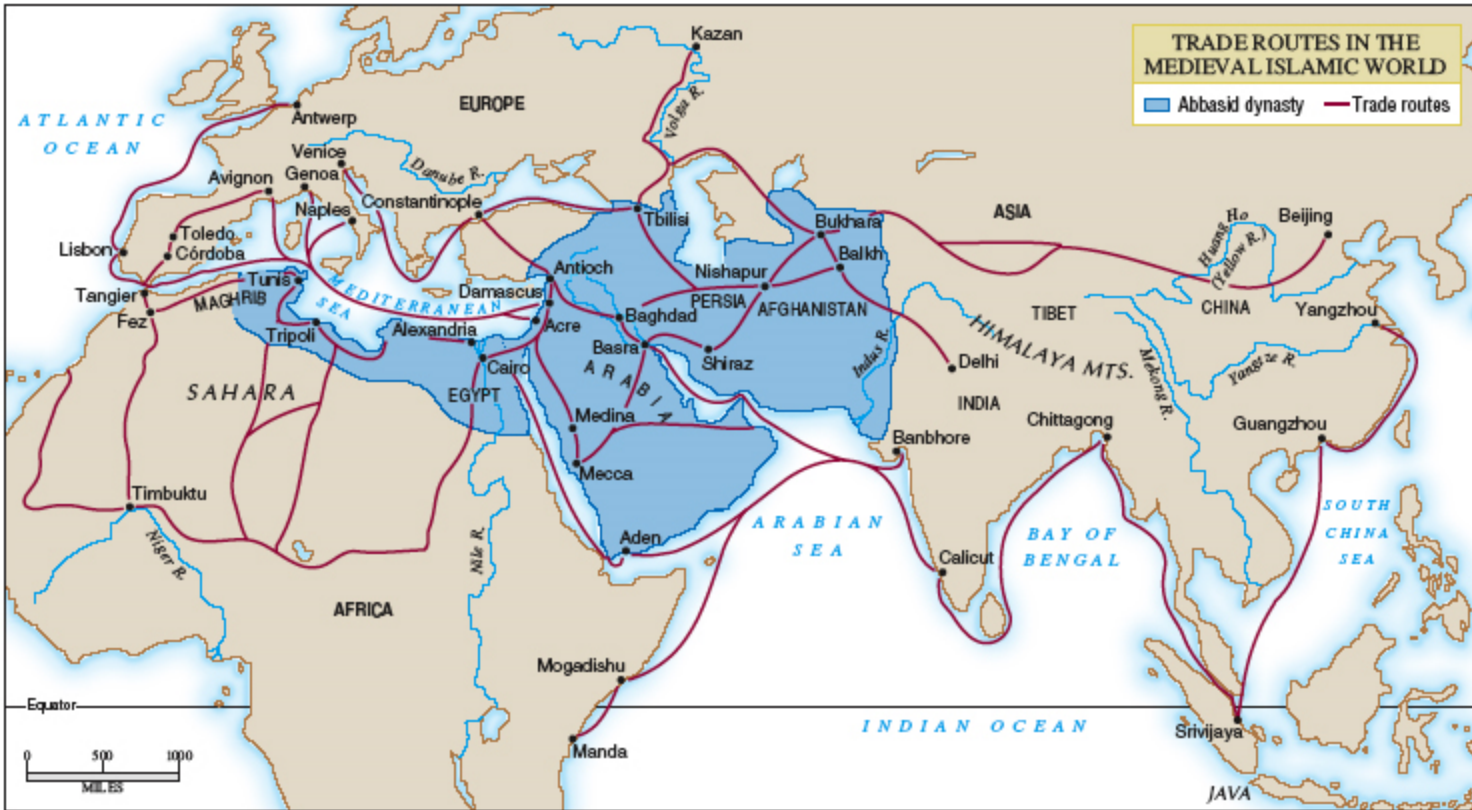 TRADE ROUTES IN THE
MEDIEVAL ISLAMIC WORLD
Abbasid dynasty
Trade routes
Kazan
EUROPE
ATLANTIC
OCEAN
Antwerp
Volga R.
Venice
Genoa
Danube R.
Avignon
Constantinople
Naples
Tbilisi
Bukhara
ASIA
Huang Ho
(Yellow R.)
Beijing
Toledo
Lisbon
Córdoba
Balkh
Antioch
Nishapur
Tunis
MEDITERRANEAN
SEA
Damascus
Tangier
MAGHRIB
PERSIA
AFGHANISTAN
TIBET
CHINA
Yangzhou
Fez
Baghdad
Acre
Alexandria
Tripoli
Basra
Shiraz
Indus R.
HIMALAYA MTS.
Cairo
Delhi
Mekong R.
Yangtze R.
ARABIA
SAHARA
EGYPT
INDIA
Medina
Chittagong
Guangzhou
Banbhore
Mecca
Timbuktu
ARABIAN
SEA
SOUTH
CHINA
SEA
Aden
Nile R.
BAY OF
BENGAL
Niger R.
Calicut
AFRICA
Mogadishu
Equator
INDIAN OCEAN
Srivijaya
Manda
0 500 1000
MILES
JAVA